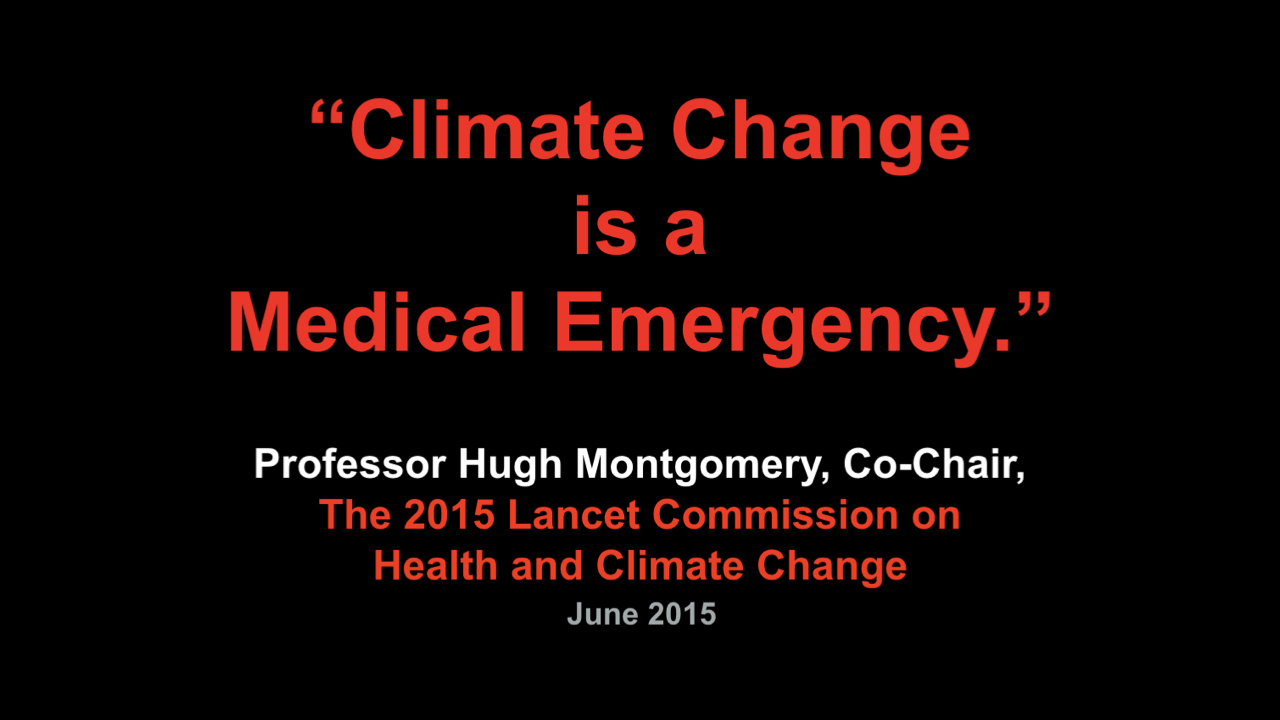 “Climate Change
is a
Medical Emergency.”
Professor Hugh Montgomery, Co-Chair,
The 2015 Lancet Commission on
Health and Climate Change
June 2015